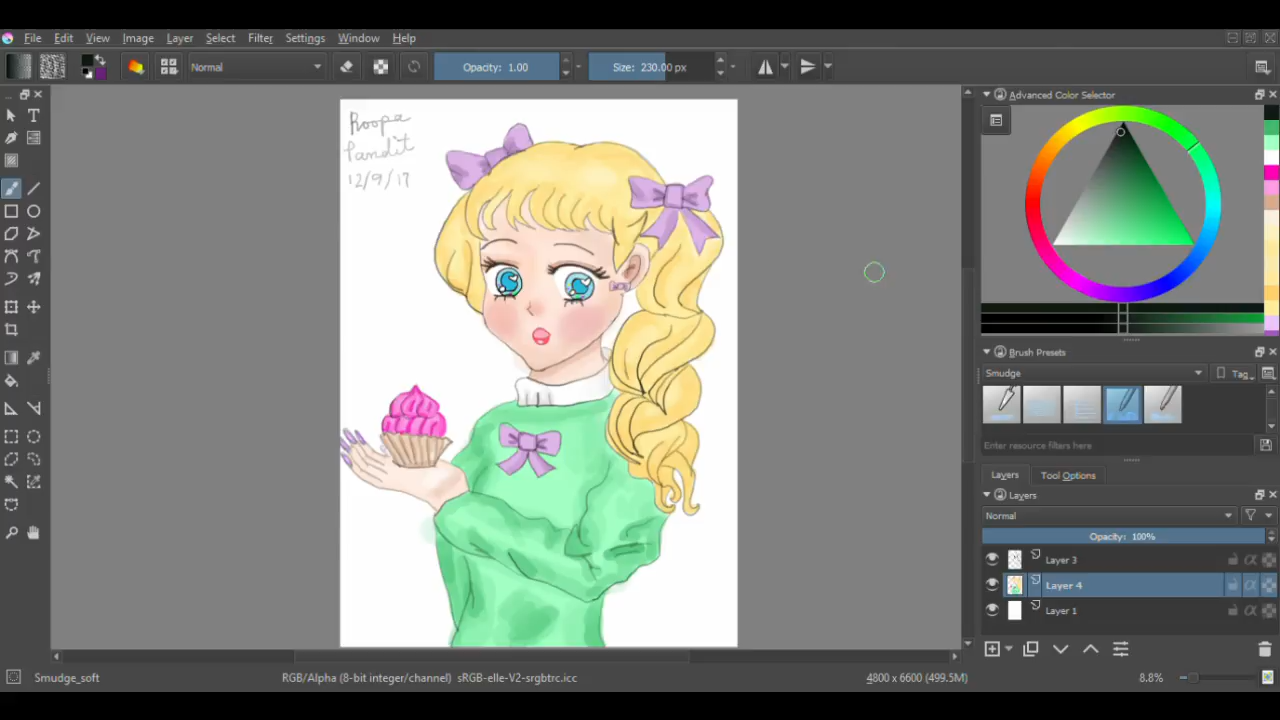 File Edit View Image Layer Select Filter Settings Window Help
Normal Opacity: 1.00 Size: 230.00 px
Roopa
Pandit
12/9/17
Advanced Color Selector
Brush Presets
Smudge Tag
Enter resource filters here
Layers Tool Options
Layers
Normal
Opacity: 100%
Layer 3
Layer 4
Layer 1
Smudge_soft RGB/Alpha (8-bit integer/channel) sRGB-elle-V2-srgbtrc.icc 4800 x 6600 (499.5M) 8.8%